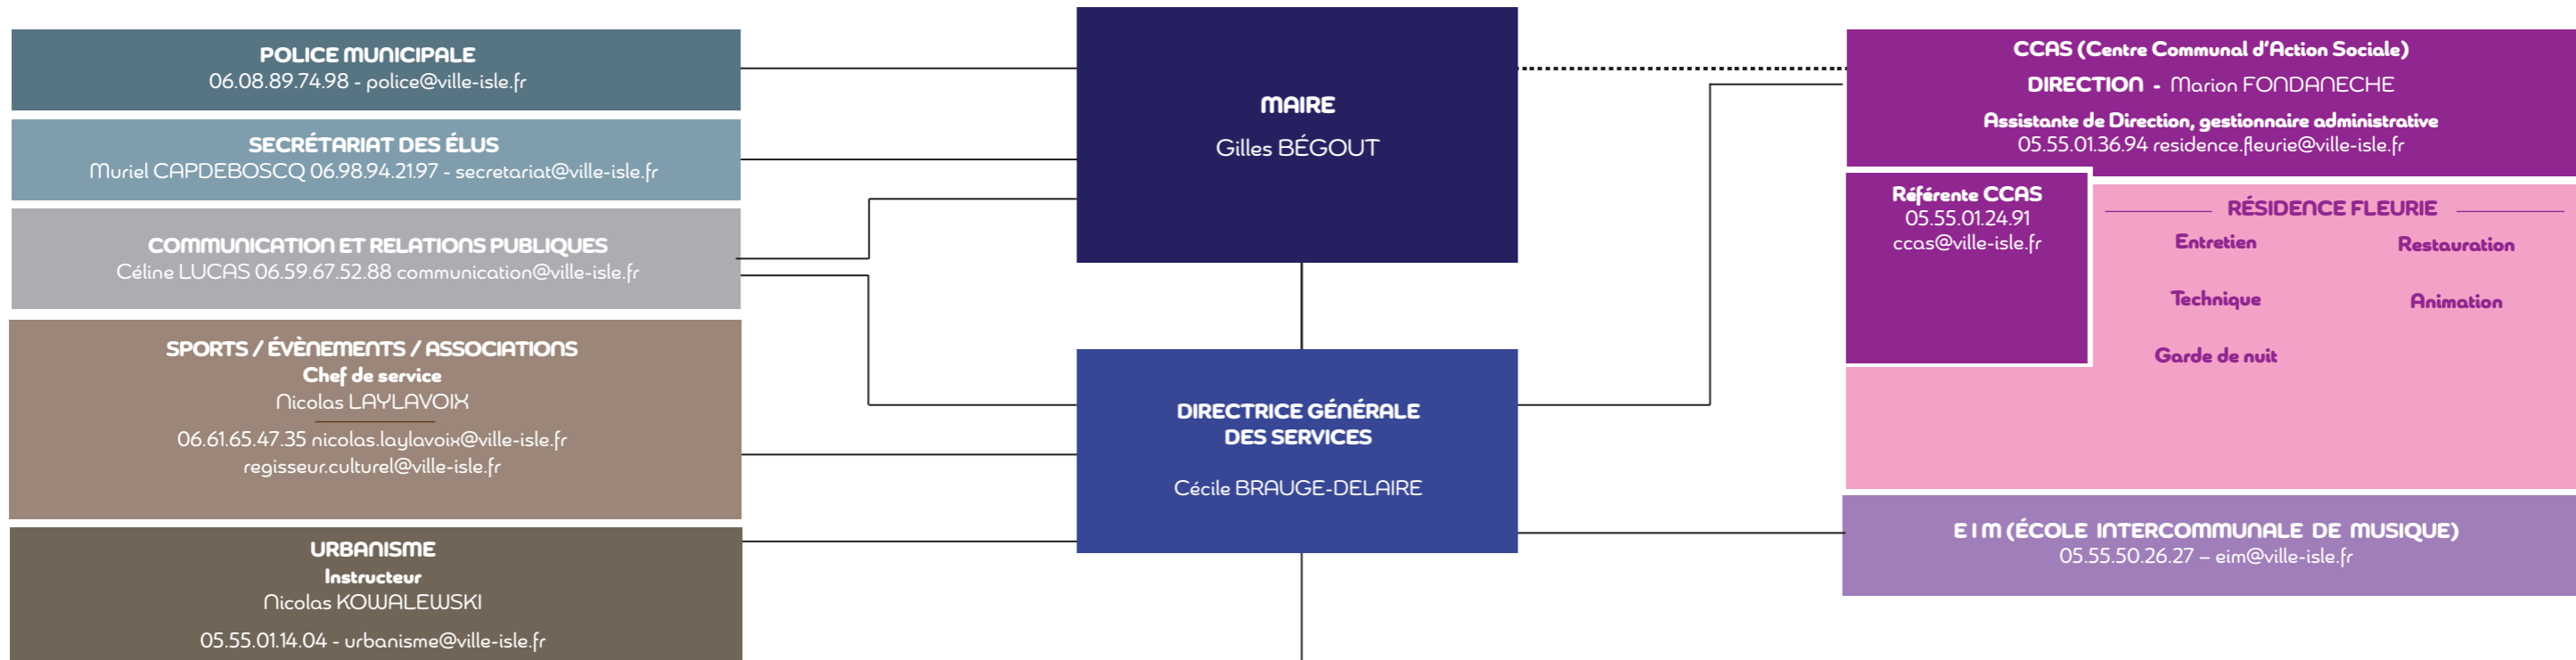 POLICE MUNICIPALE
06.08.89.74.98 - police@ville-isle.fr
SECRÉTARIAT DES ÉLUS
Muriel CAPDEBOSCQ 06.98.94.21.97 - secretariat@ville-isle.fr
COMMUNICATION ET RELATIONS PUBLIQUES
Céline LUCAS 06.59.67.52.88 communication@ville-isle.fr
SPORTS / ÉVÈNEMENTS / ASSOCIATIONS
Chef de service
Nicolas LAYLAVOIX
06.61.65.47.35 nicolas.laylavoix@ville-isle.fr
regisseur.culturel@ville-isle.fr
URBANISME
Instructeur
Nicolas KOWALEWSKI
05.55.01.14.04 - urbanisme@ville-isle.fr
MAIRE
Gilles BÉGOUT
DIRECTRICE GÉNÉRALE
DES SERVICES
Cécile BRAUGE-DELAIRE
CCAS (Centre Communal d'Action Sociale)
DIRECTION - Marion FONDANECHE
Assistante de Direction, gestionnaire administrative
05.55.01.36.94 residence.fleurie@ville-isle.fr
Référente CCAS
05.55.01.24.91
ccas@ville-isle.fr
RÉSIDENCE FLEURIE
Entretien
Restauration
Technique
Animation
Garde de nuit
E I M (ÉCOLE INTERCOMMUNALE DE MUSIQUE)
05.55.50.26.27 – eim@ville-isle.fr